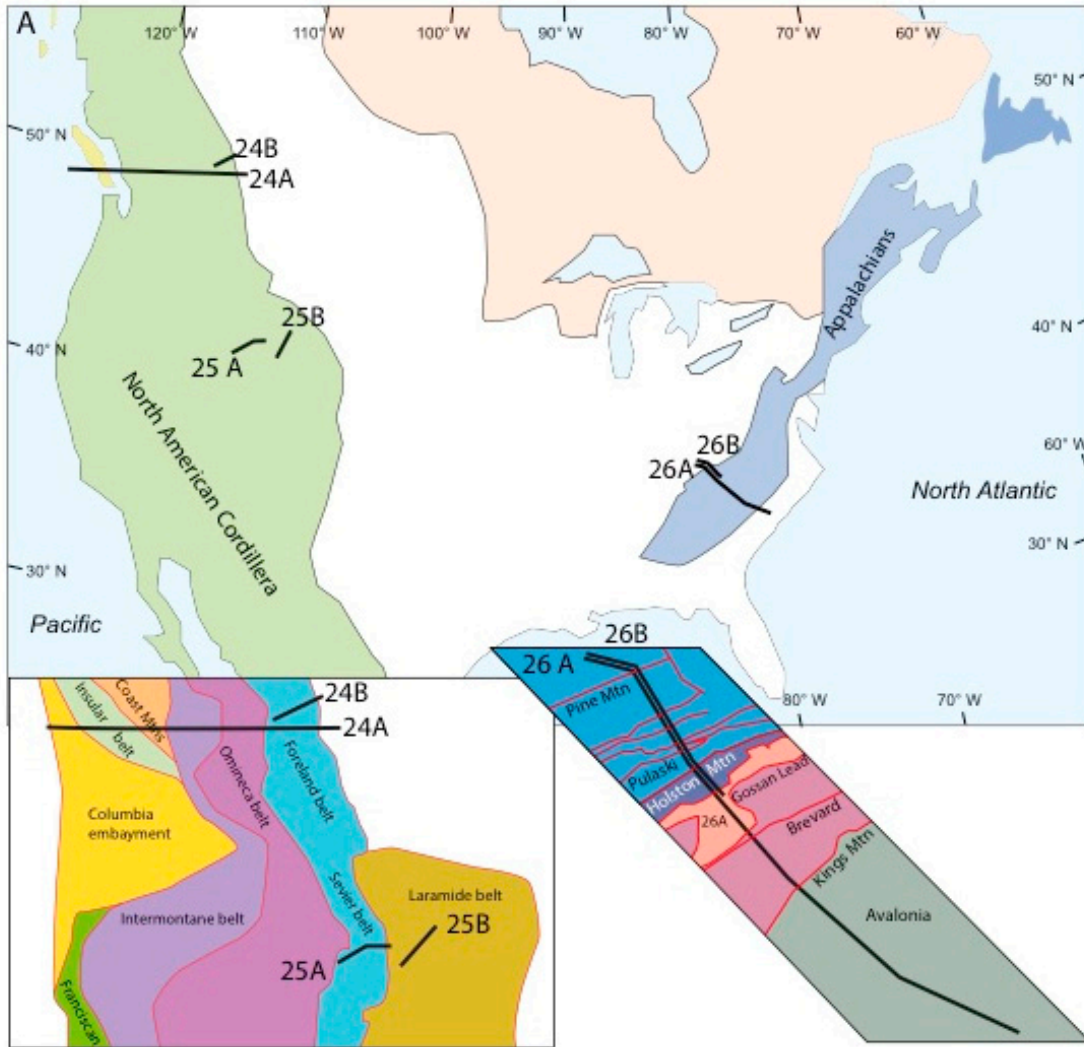 A
120° W
110° W
100° W
90° W
80° W
70° W
60° W
50° N
50° N
24B
24A
Appalachians
25B
40° N
40° N
25 A
North American Cordillera
26B
26A
60° W
North Atlantic
30° N
30° N
Pacific
80° W
70° W
24B
24A
Insular
belt
Coast Mtns
Omineca belt
Foreland belt
Columbia
embayment
Sevier belt
Laramide belt
Intermontane belt
25B
25A
Franciscan
26B
26 A
Pine Mtn
Pulaski
Holston Mtn
Gossan Lead
26A
Brevard
Kings Mtn
Avalonia